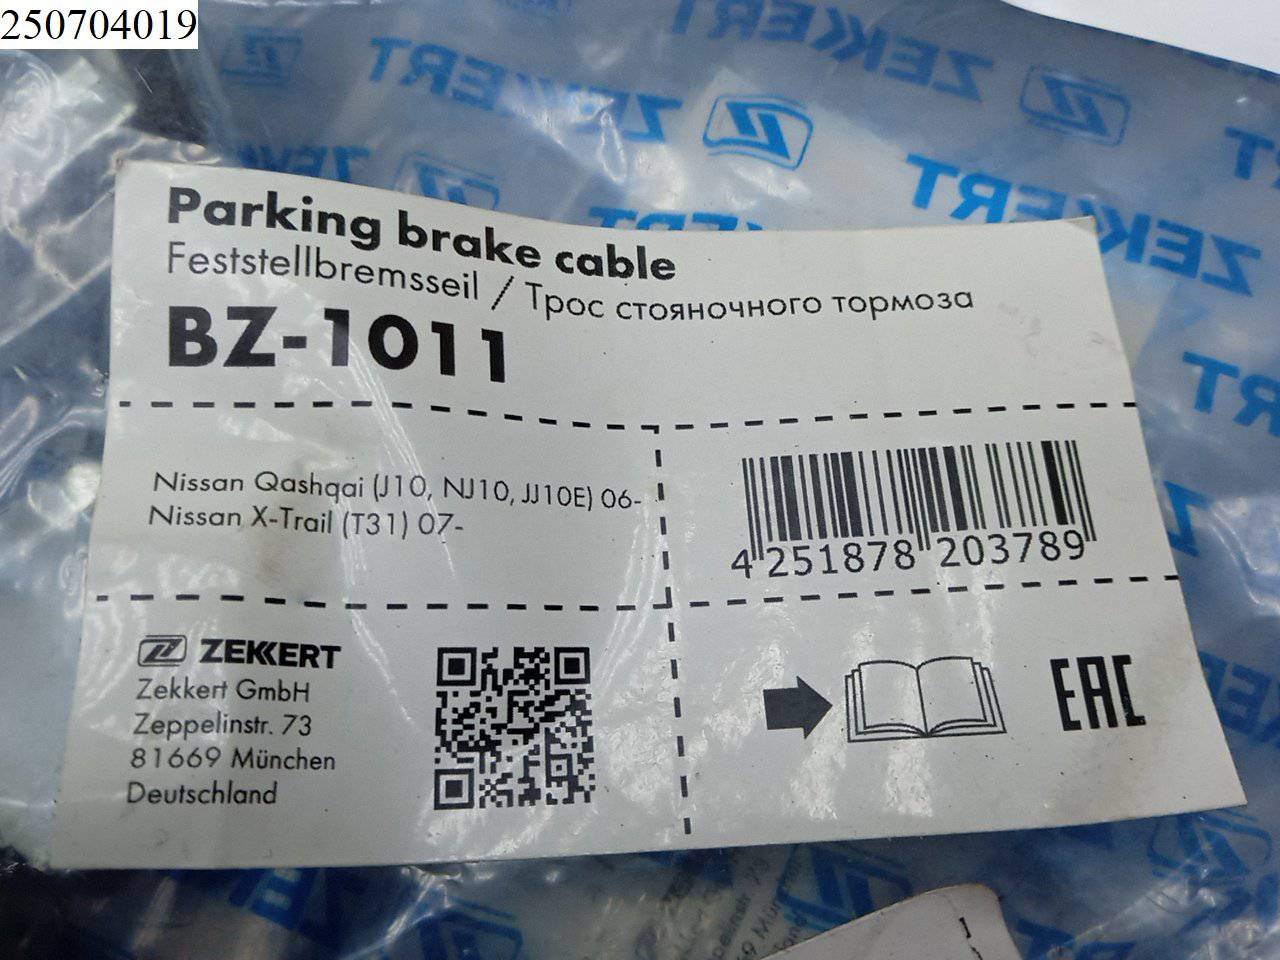 250704019
ZEKKERT
ZEKKERT
ZEKKERT
ZEKKERT
Parking brake cable
Feststellbremsseil / Трос стояночного тормоза
BZ-1011
Nissan Qashqai (J10, NJ10, JJ10E) 06-
Nissan X-Trail (T31) 07-
4 251878 203789
ZEKKERT
Zekkert GmbH
Zeppelinstr. 73
81669 München
Deutschland
EAC